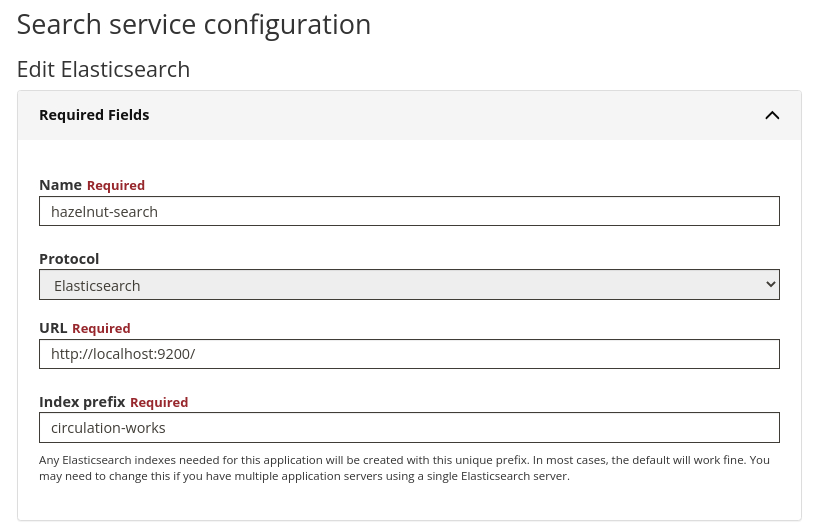 Search service configuration
Edit Elasticsearch
Required Fields
Name Required
hazelnut-search
Protocol
Elasticsearch
URL Required
http://localhost:9200/
Index prefix Required
circulation-works
Any Elasticsearch indexes needed for this application will be created with this unique prefix. In most cases, the default will work fine. You
may need to change this if you have multiple application servers using a single Elasticsearch server.